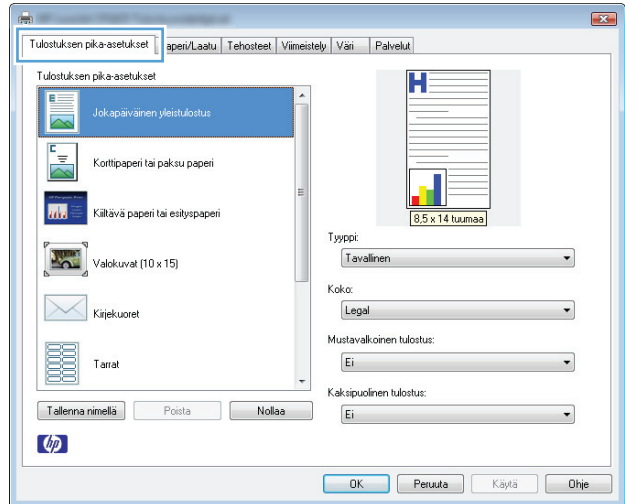 Tulostuksen pika-asetukset
aperi/Laatu
Tehosteet
Viimeistely
Väri
Palvelut
Tulostuksen pika-asetukset
Jokapäiväinen yleistulostus
Korttipaperi tai paksu paperi
Kiiltävä paperi tai esityspaperi
Valokuvat (10 x 15)
Kirjekuoret
Tarrat
Tallenna nimellä
Poista
Nollaa
H
8,5 x 14 tuumaa
Tyyppi:
Tavallinen
Koko:
Legal
Mustavalkoinen tulostus:
Ei
Kaksipuolinen tulostus:
Ei
hp
OK
Peruuta
Käytä
Ohje